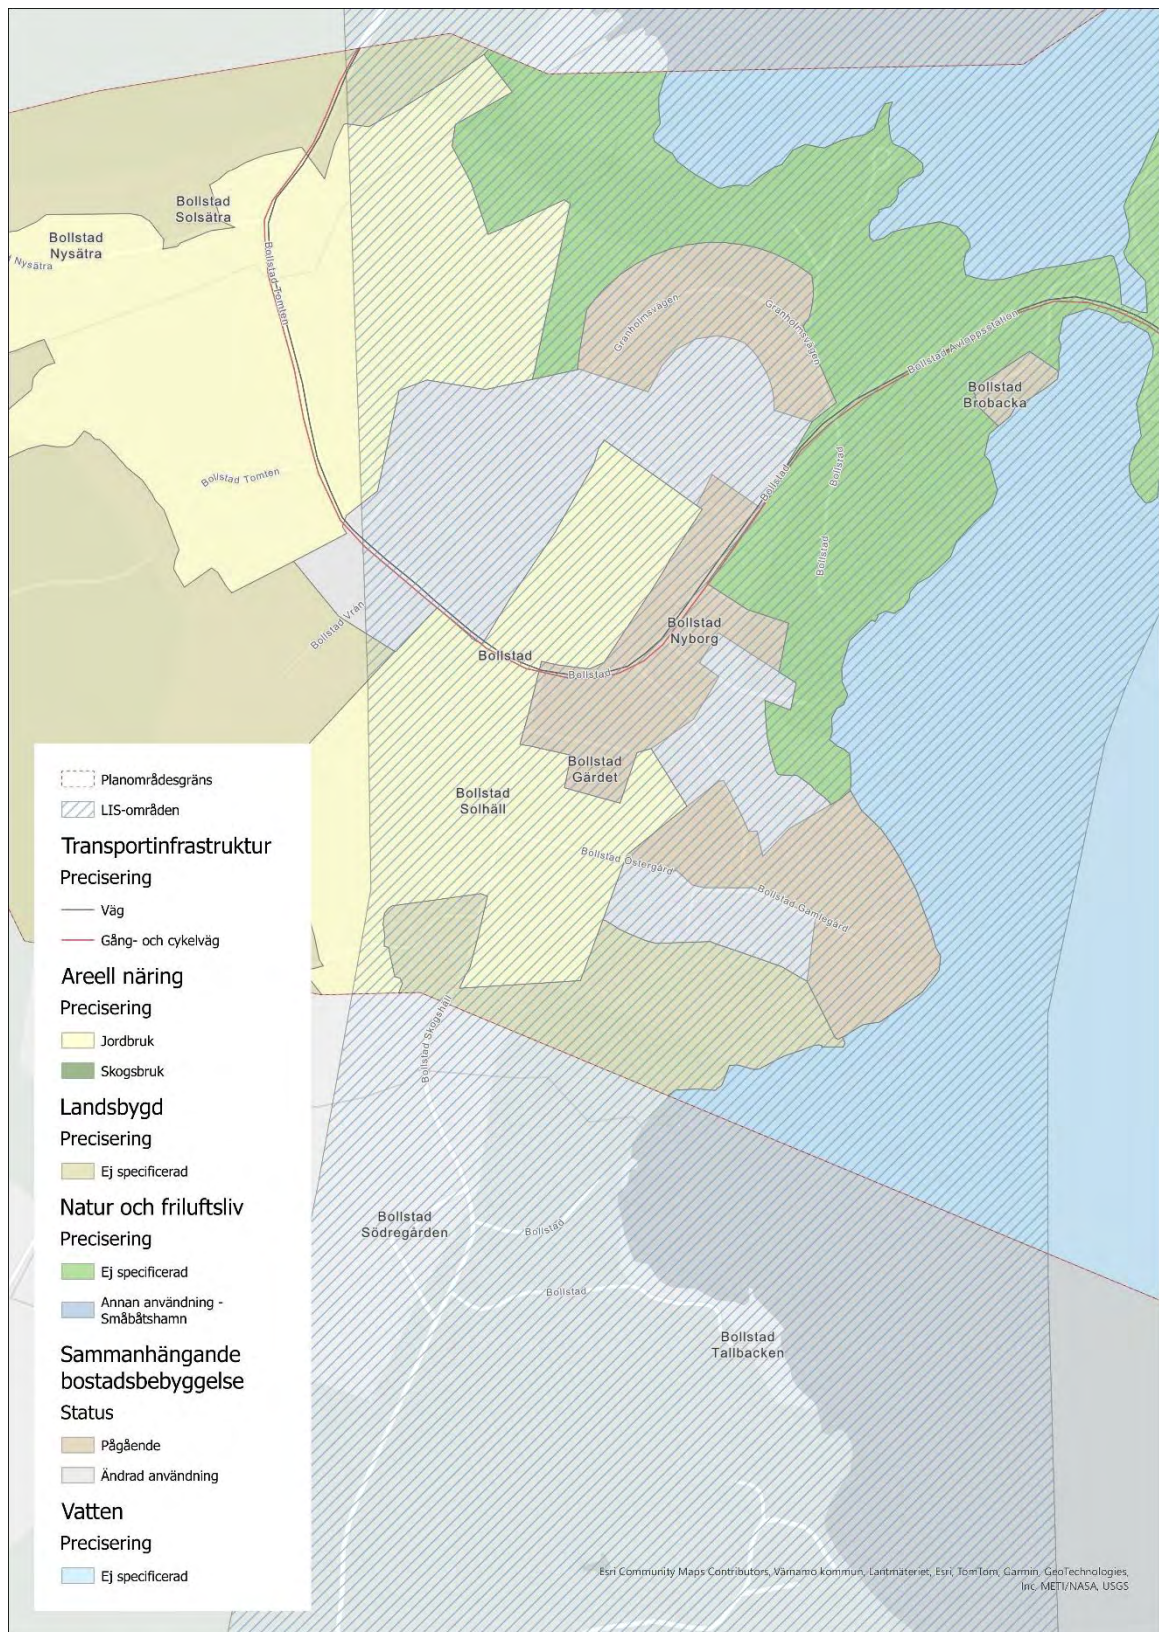 Bollstad
Solsätra
Bollstad
Nysätra
Nysätra
Bollstad Tomten
Granholmsvägen
Granholmsvägen
Bollstad Avloppsstation
Bollstad
Brobacka
Bollstad Tomten
Bollstad
Bollstad
Bollstad
Bollstad Vrån
Bollstad
Nyborg
Bollstad
Bollstad
Bollstad
Gärdet
Bollstad
Solhäll
Bollstad Östergård
Bollstad Gamlegård
Bollstad Skogshäll
Bollstad
Södregården
Bollstad
Bollstad
Bollstad
Tallbacken
Planområdesgräns
LIS-områden
Transportinfrastruktur
Precisering
Väg
Gång- och cykelväg
Areell näring
Precisering
Jordbruk
Skogsbruk
Landsbygd
Precisering
Ej specificerad
Natur och friluftsliv
Precisering
Ej specificerad
Annan användning -
Småbåtshamn
Sammanhängande
bostadsbebyggelse
Status
Pågående
Ändrad användning
Vatten
Precisering
Ej specificerad
Esri Community Maps Contributors, Värnamo kommun, Lantmäteriet, Esri, TomTom, Garmin, GeoTechnologies,
Inc, METI/NASA, USGS